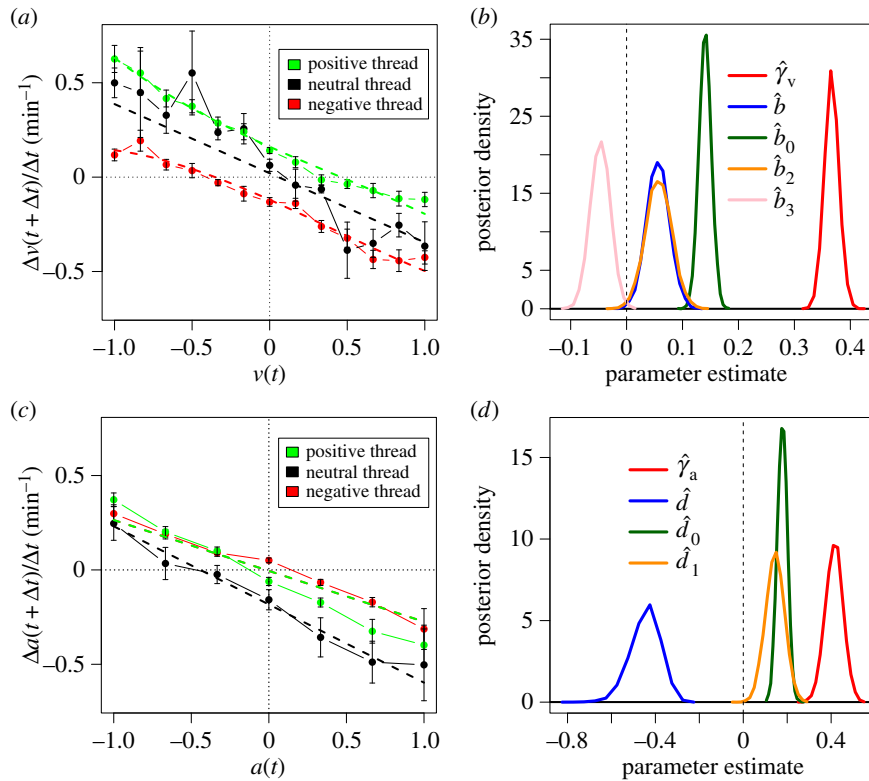 (a)
Δv(t + Δt)/Δt (min⁻¹)
0.5
0
−0.5
positive thread
neutral thread
negative thread
−1.0 −0.5 0 0.5 1.0
v(t)
(b)
posterior density
35
25
15
5
0
γ̂v
b̂
b̂0
b̂2
b̂3
−0.1 0 0.1 0.2 0.3 0.4
parameter estimate
(c)
Δa(t + Δt)/Δt (min⁻¹)
0.5
0
−0.5
positive thread
neutral thread
negative thread
−1.0 −0.5 0 0.5 1.0
a(t)
(d)
posterior density
15
10
5
0
γ̂a
d̂
d̂0
d̂1
−0.8 −0.4 0 0.4
parameter estimate